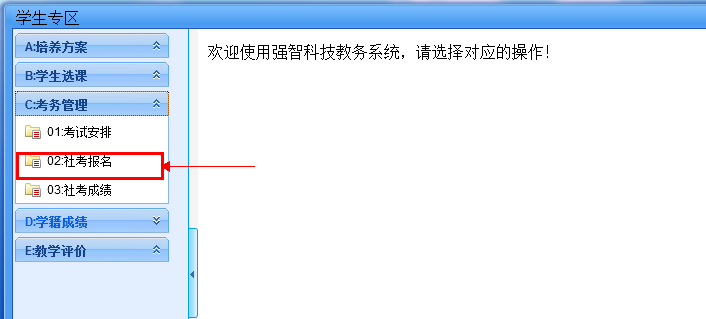 学生专区
A:培养方案
B:学生选课
C:考务管理
01:考试安排
02:社考报名
03:社考成绩
D:学籍成绩
E:教学评价
欢迎使用强智科技教务系统，请选择对应的操作！